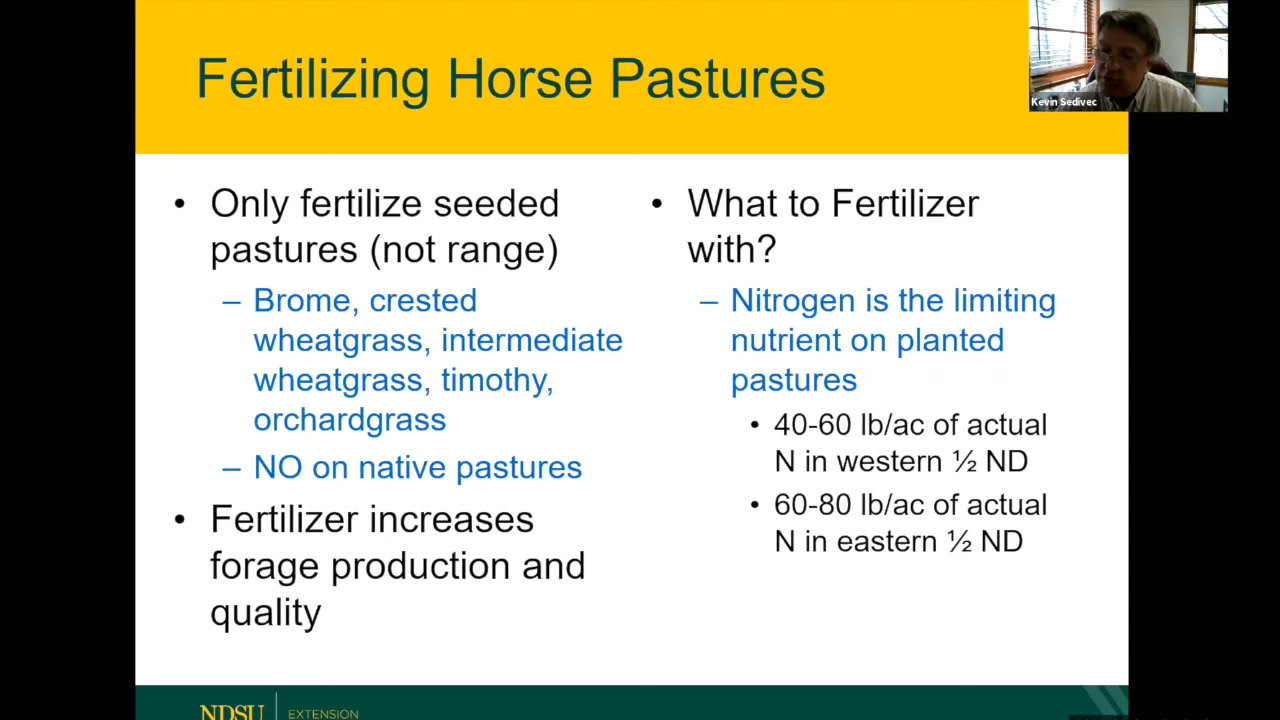 Fertilizing Horse Pastures
Kevin Sedivec
• Only fertilize seeded
pastures (not range)
– Brome, crested
wheatgrass, intermediate
wheatgrass, timothy,
orchardgrass
– NO on native pastures
• Fertilizer increases
forage production and
quality
• What to Fertilizer
with?
– Nitrogen is the limiting
nutrient on planted
pastures
• 40-60 lb/ac of actual
N in western ½ ND
• 60-80 lb/ac of actual
N in eastern ½ ND
NDSU EXTENSION